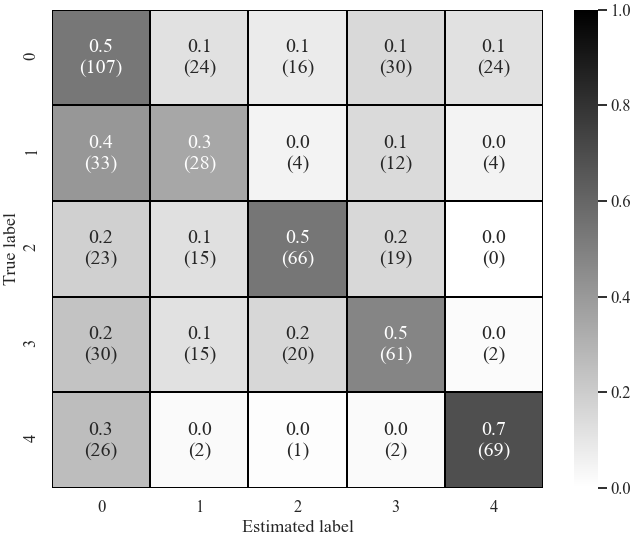 0.5 0.1 0.1 0.1 0.1 1.0
0 (107) (24) (16) (30) (24)
0.8
0.4 0.3 0.0 0.1 0.0
1 (33) (28) (4) (12) (4)
0.6
True label
0.2 0.1 0.5 0.2 0.0
2 (23) (15) (66) (19) (0)
0.4
0.2 0.1 0.2 0.5 0.0
3 (30) (15) (20) (61) (2)
0.2
0.3 0.0 0.0 0.0 0.7
4 (26) (2) (1) (2) (69)
0.0
0 1 2 3 4
Estimated label